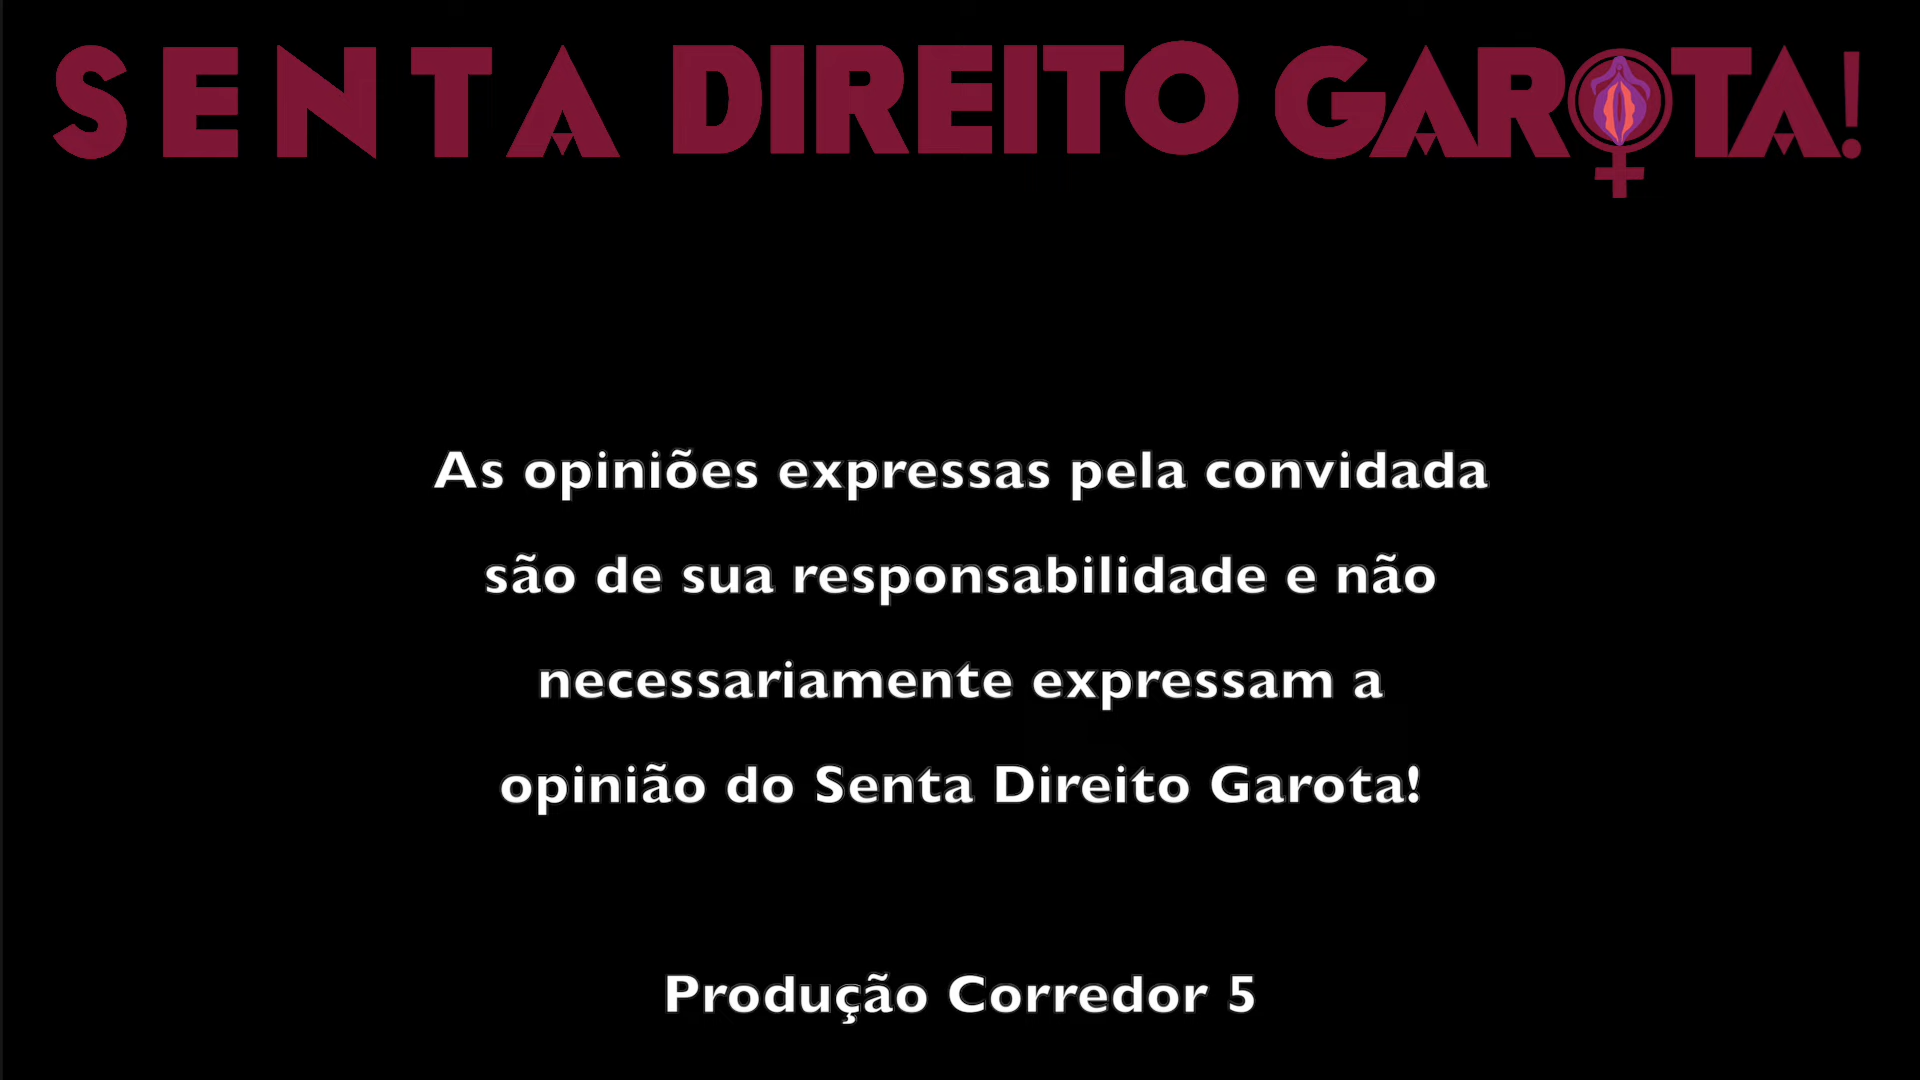 SENTA DIREITO GAROTA!
As opiniões expressas pela convidada
são de sua responsabilidade e não
necessariamente expressam a
opinião do Senta Direito Garota!
Produção Corredor 5